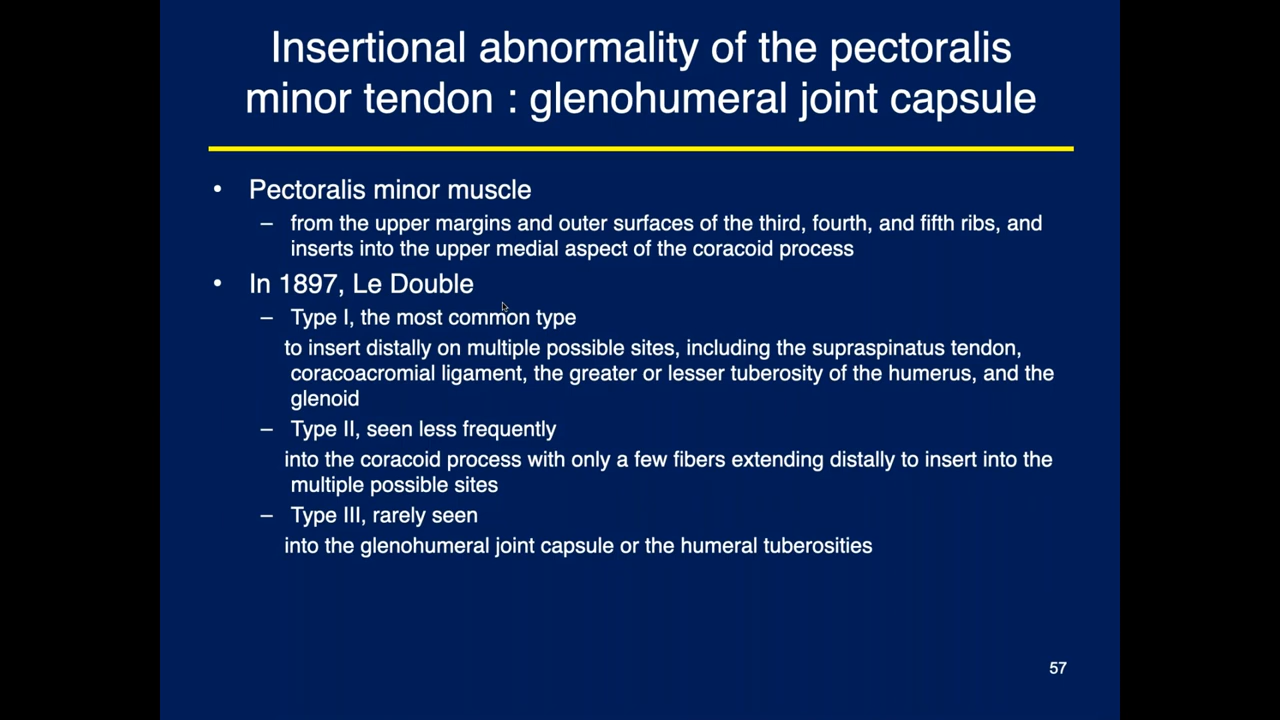 Insertional abnormality of the pectoralis
minor tendon : glenohumeral joint capsule
• Pectoralis minor muscle
– from the upper margins and outer surfaces of the third, fourth, and fifth ribs, and
inserts into the upper medial aspect of the coracoid process
• In 1897, Le Double
– Type I, the most common type
to insert distally on multiple possible sites, including the supraspinatus tendon,
coracoacromial ligament, the greater or lesser tuberosity of the humerus, and the
glenoid
– Type II, seen less frequently
into the coracoid process with only a few fibers extending distally to insert into the
multiple possible sites
– Type III, rarely seen
into the glenohumeral joint capsule or the humeral tuberosities
57